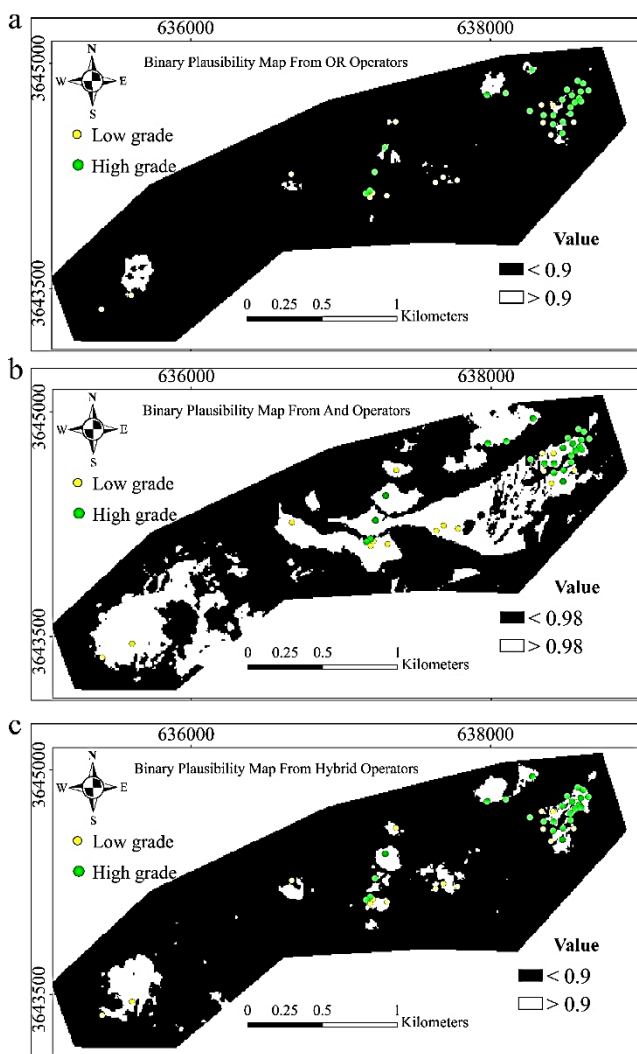 a
636000
638000
3645000
Binary Plausibility Map From OR Operators
N
W E
S
Low grade
High grade
Value
< 0.9
> 0.9
3643500
0 0.25 0.5 1
Kilometers
b
636000
638000
3645000
Binary Plausibility Map From And Operators
N
W E
S
Low grade
High grade
Value
< 0.98
> 0.98
3643500
0 0.25 0.5 1
Kilometers
c
636000
638000
3645000
Binary Plausibility Map From Hybrid Operators
N
W E
S
Low grade
High grade
Value
< 0.9
> 0.9
3643500
0 0.25 0.5 1
Kilometers